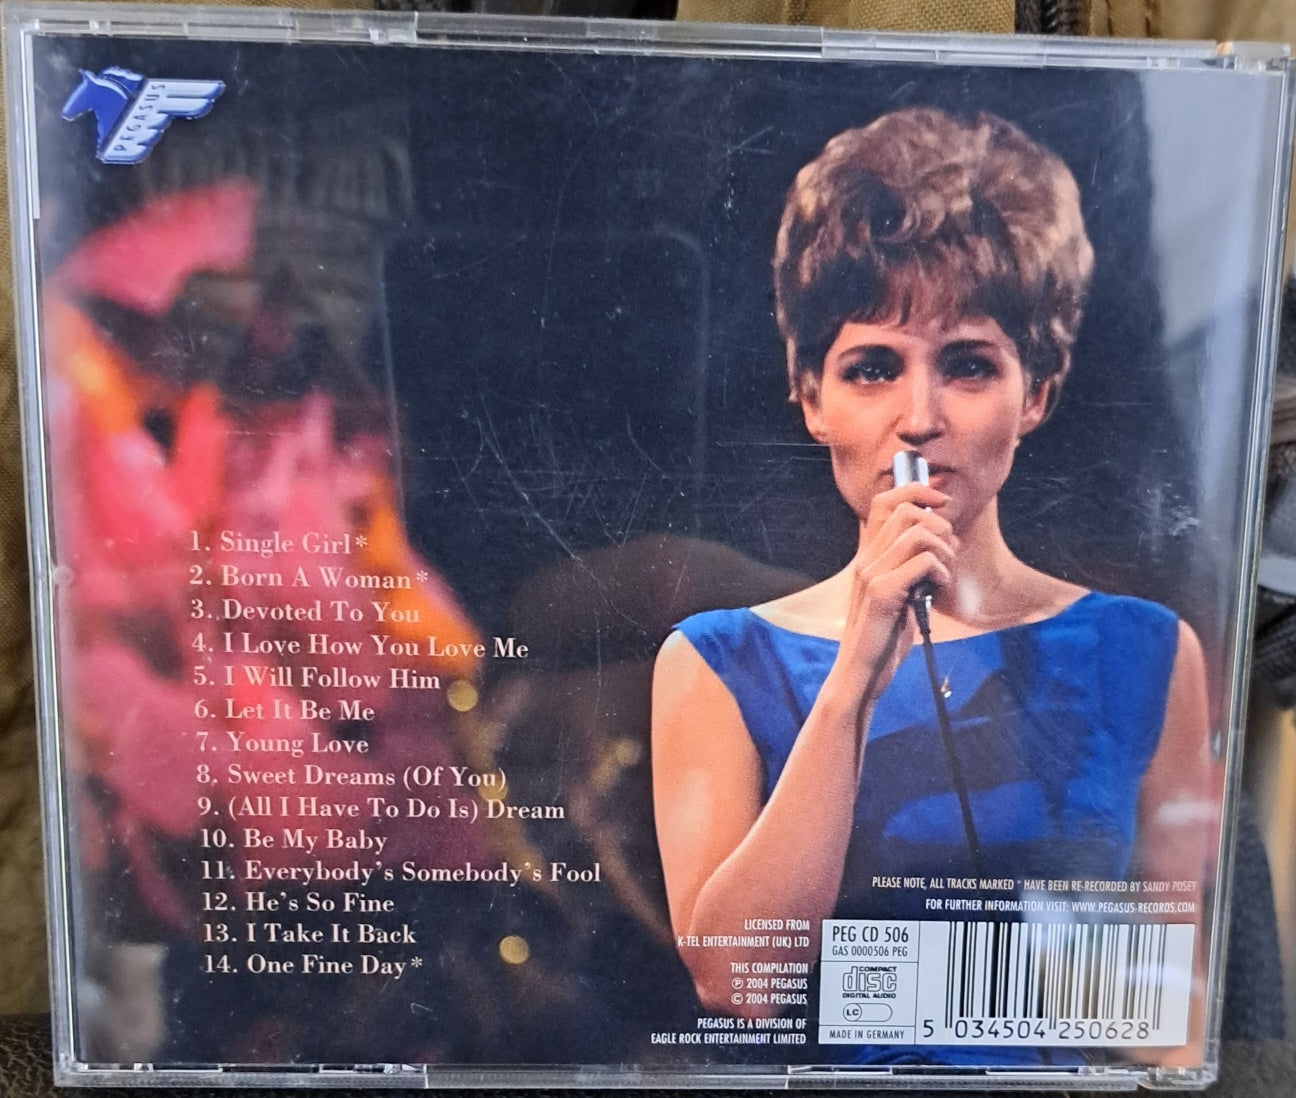 PEGASUS
1. Single Girl*
2. Born A Woman*
3. Devoted To You
4. I Love How You Love Me
5. I Will Follow Him
6. Let It Be Me
7. Young Love
8. Sweet Dreams (Of You)
9. (All I Have To Do Is) Dream
10. Be My Baby
11. Everybody's Somebody's Fool
12. He's So Fine
13. I Take It Back
14. One Fine Day*
PLEASE NOTE, ALL TRACKS MARKED * HAVE BEEN RE-RECORDED BY SANDY POSEY
FOR FURTHER INFORMATION VISIT: WWW.PEGASUS-RECORDS.COM
LICENSED FROM
K-TEL ENTERTAINMENT (UK) LTD
THIS COMPILATION
℗ 2004 PEGASUS
© 2004 PEGASUS
PEGASUS IS A DIVISION OF
EAGLE ROCK ENTERTAINMENT LIMITED
PEG CD 506
GAS 0000506 PEG
COMPACT
disc
DIGITAL AUDIO
LC
MADE IN GERMANY
5 034504 250628